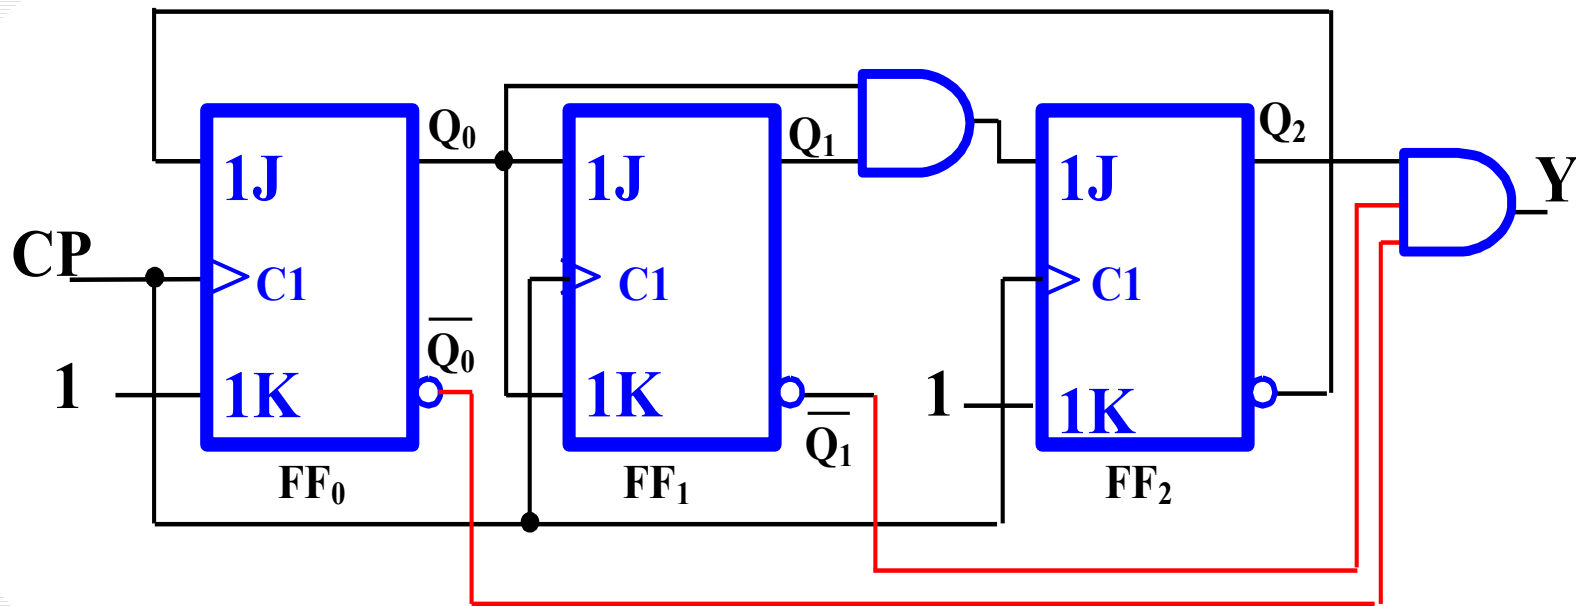 Q₀
Q₁
Q₂
1J
1J
1J
Y
CP
C1
C1
C1
Q̅₀
1
1K
1K
1
1K
Q̅₁
FF₀
FF₁
FF₂